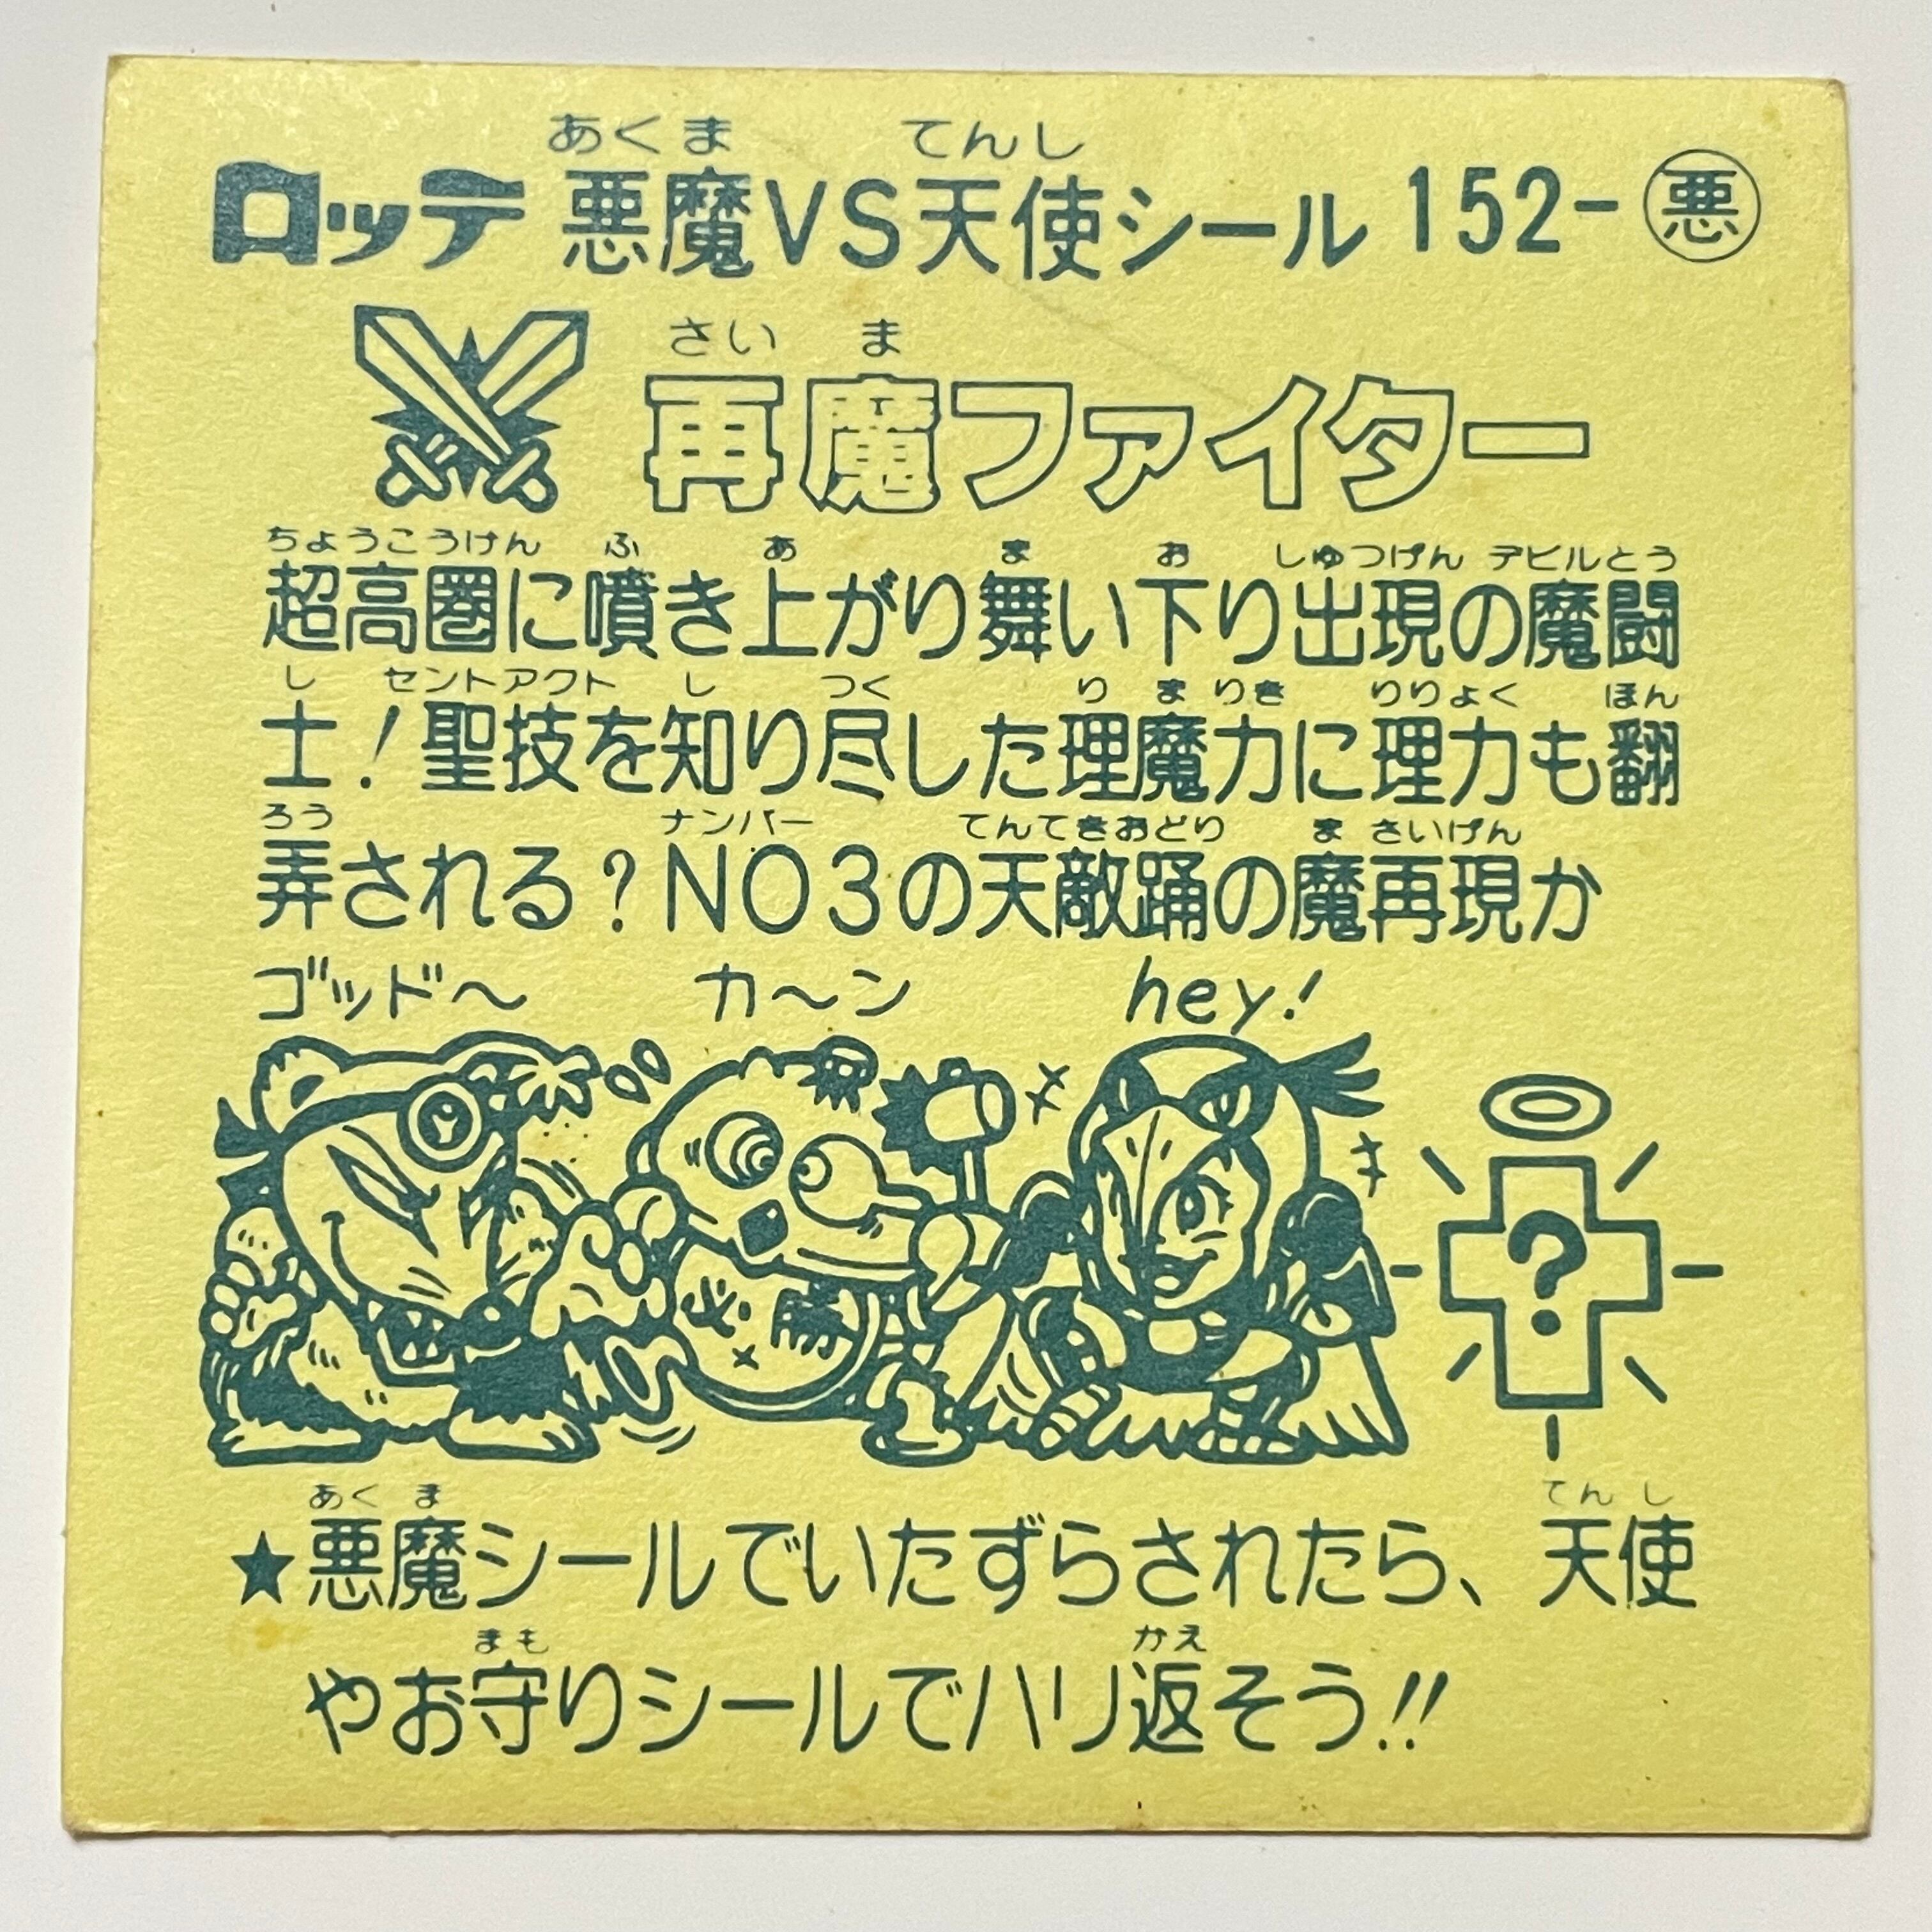 あくま てんし
ロッテ 悪魔VS天使シール 152-悪
さい ま
再魔ファイター
ちょうこうけん ふ あ ま お しゅつげん デビルとう
超高圏に噴き上がり舞い下り出現の魔闘
し セントアクト し つく り まりき りりょく ほん
士!聖技を知り尽した理魔力に理力も翻
ろう ナンバー てんてきおどり ま さいげん
弄される?NO3の天敵踊の魔再現か
ゴッド〜 カ〜ン hey!
必勝
?
あく ま てん し
★悪魔シールでいたずらされたら、天使
まも かえ
やお守りシールでハリ返そう!!